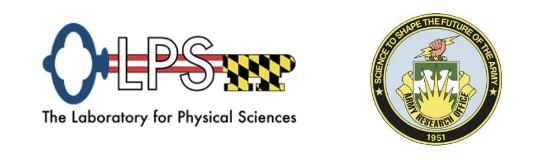 LPS
The Laboratory for Physical Sciences
SCIENCE TO SHAPE THE FUTURE OF THE ARMY
ARMY RESEARCH OFFICE
1951